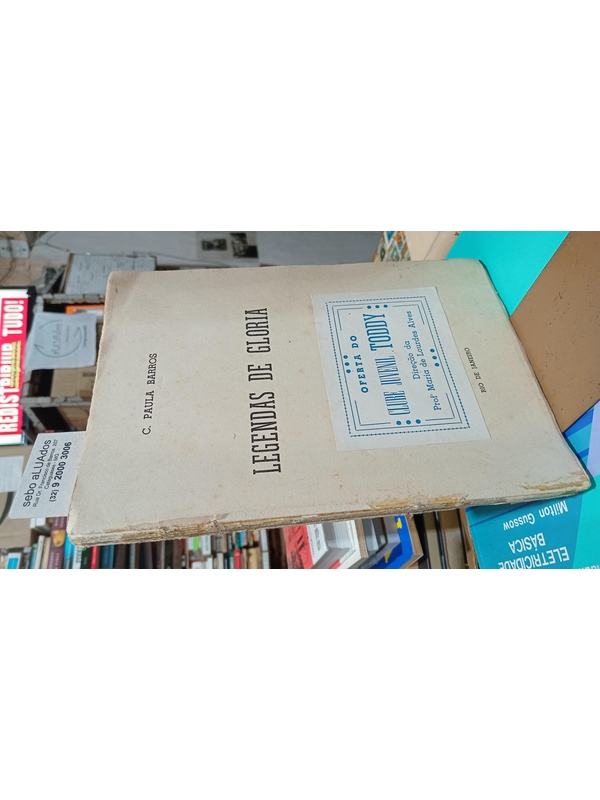 C. PAULA BARROS
LEGENDAS DE GLORIA
OFERTA DO
CLUBE JUVENIL TODDY
Direção da
Profª Maria de Lourdes Alves
RIO DE JANEIRO
sebo aLUAdos
(32) 9 2000 3006
REDISTRIBUIR TUDO!
ELETRICIDADE
BÁSICA
Milton Gussow